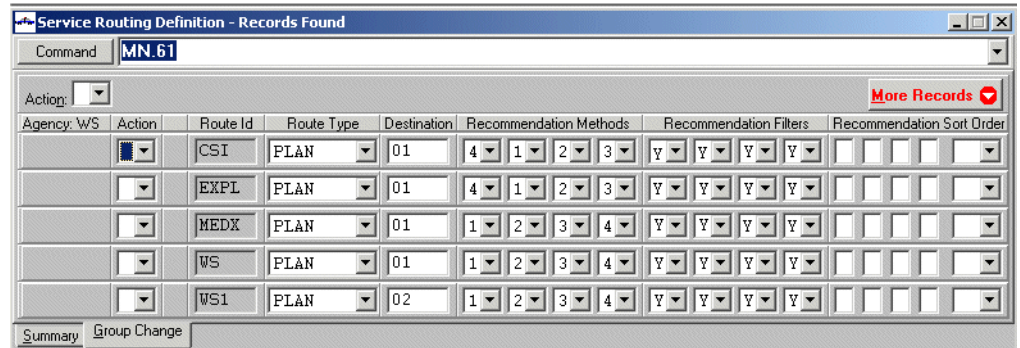 Service Routing Definition - Records Found
Command MN.61
Action: More Records
Agency: WS Action Route Id Route Type Destination Recommendation Methods Recommendation Filters Recommendation Sort Order
CSI PLAN 01 4 1 2 3 Y Y Y Y
EXPL PLAN 01 4 1 2 3 Y Y Y Y
MEDX PLAN 01 1 2 3 4 Y Y Y Y
WS PLAN 01 1 2 3 4 Y Y Y Y
WS1 PLAN 02 1 2 3 4 Y Y Y Y
Summary Group Change